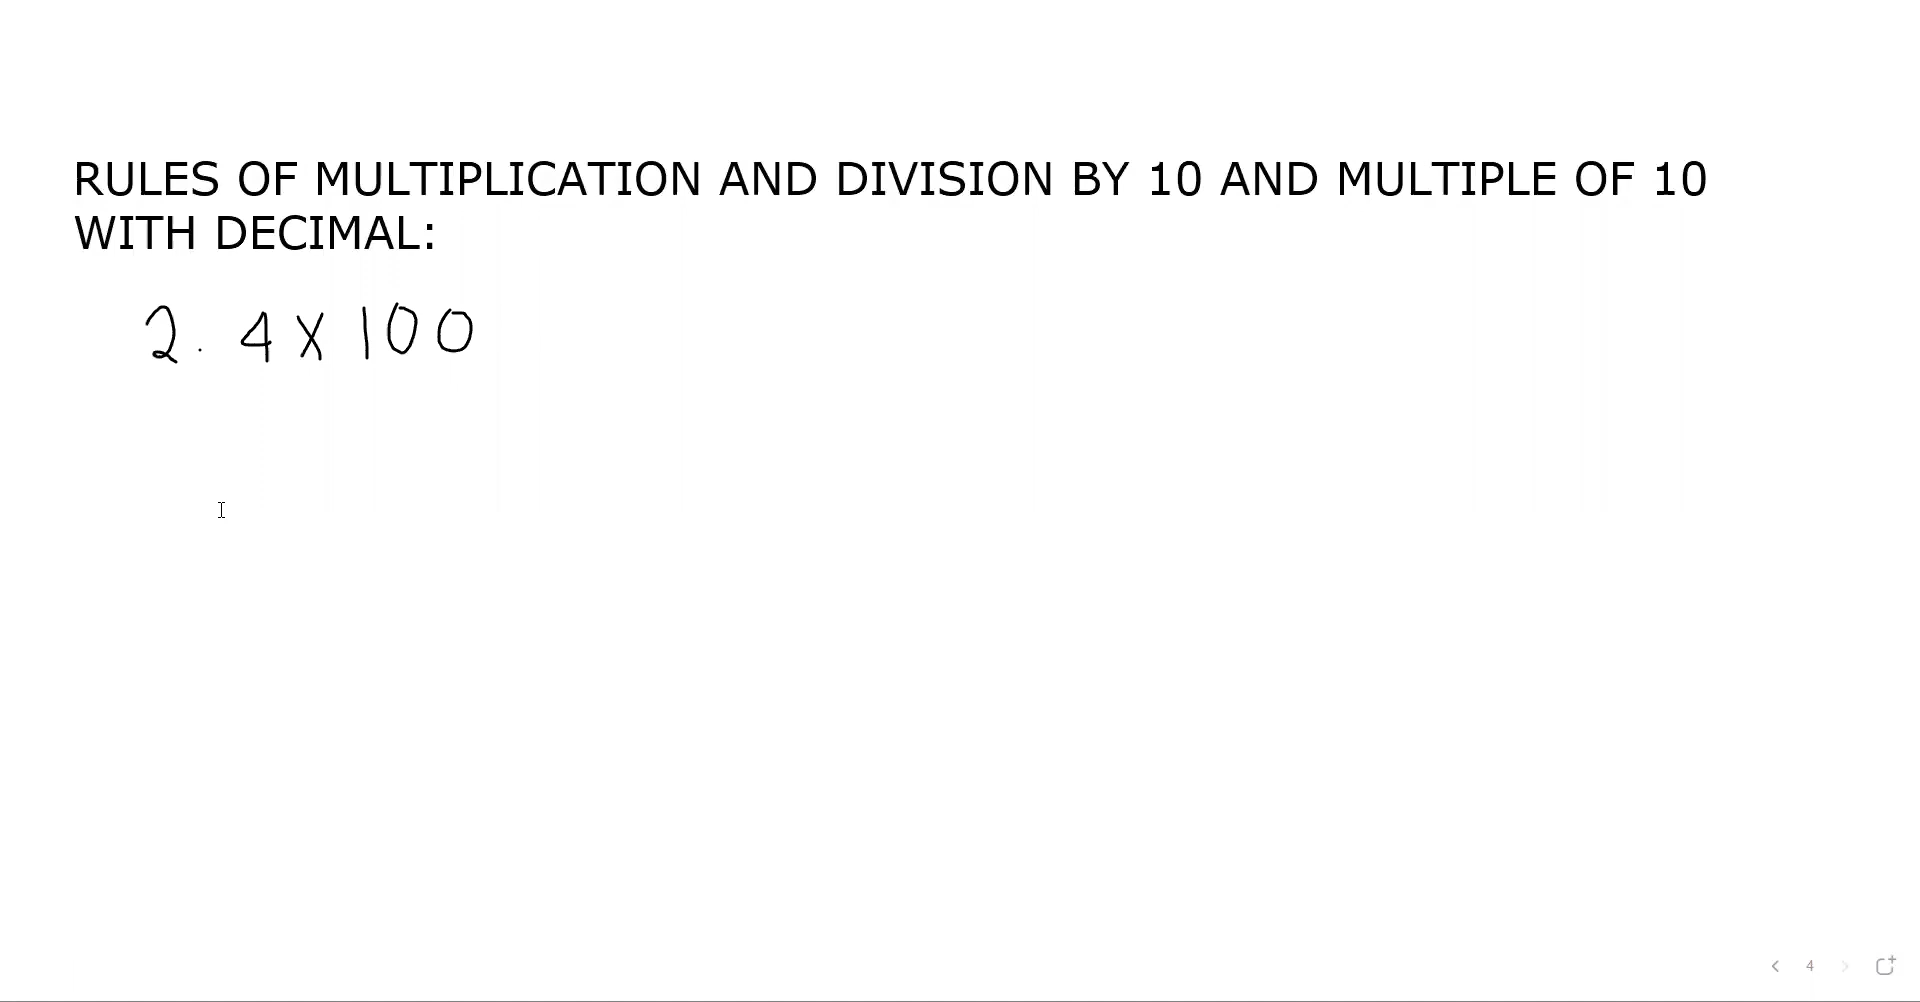 RULES OF MULTIPLICATION AND DIVISION BY 10 AND MULTIPLE OF 10
WITH DECIMAL:
2. 4 x 100
4